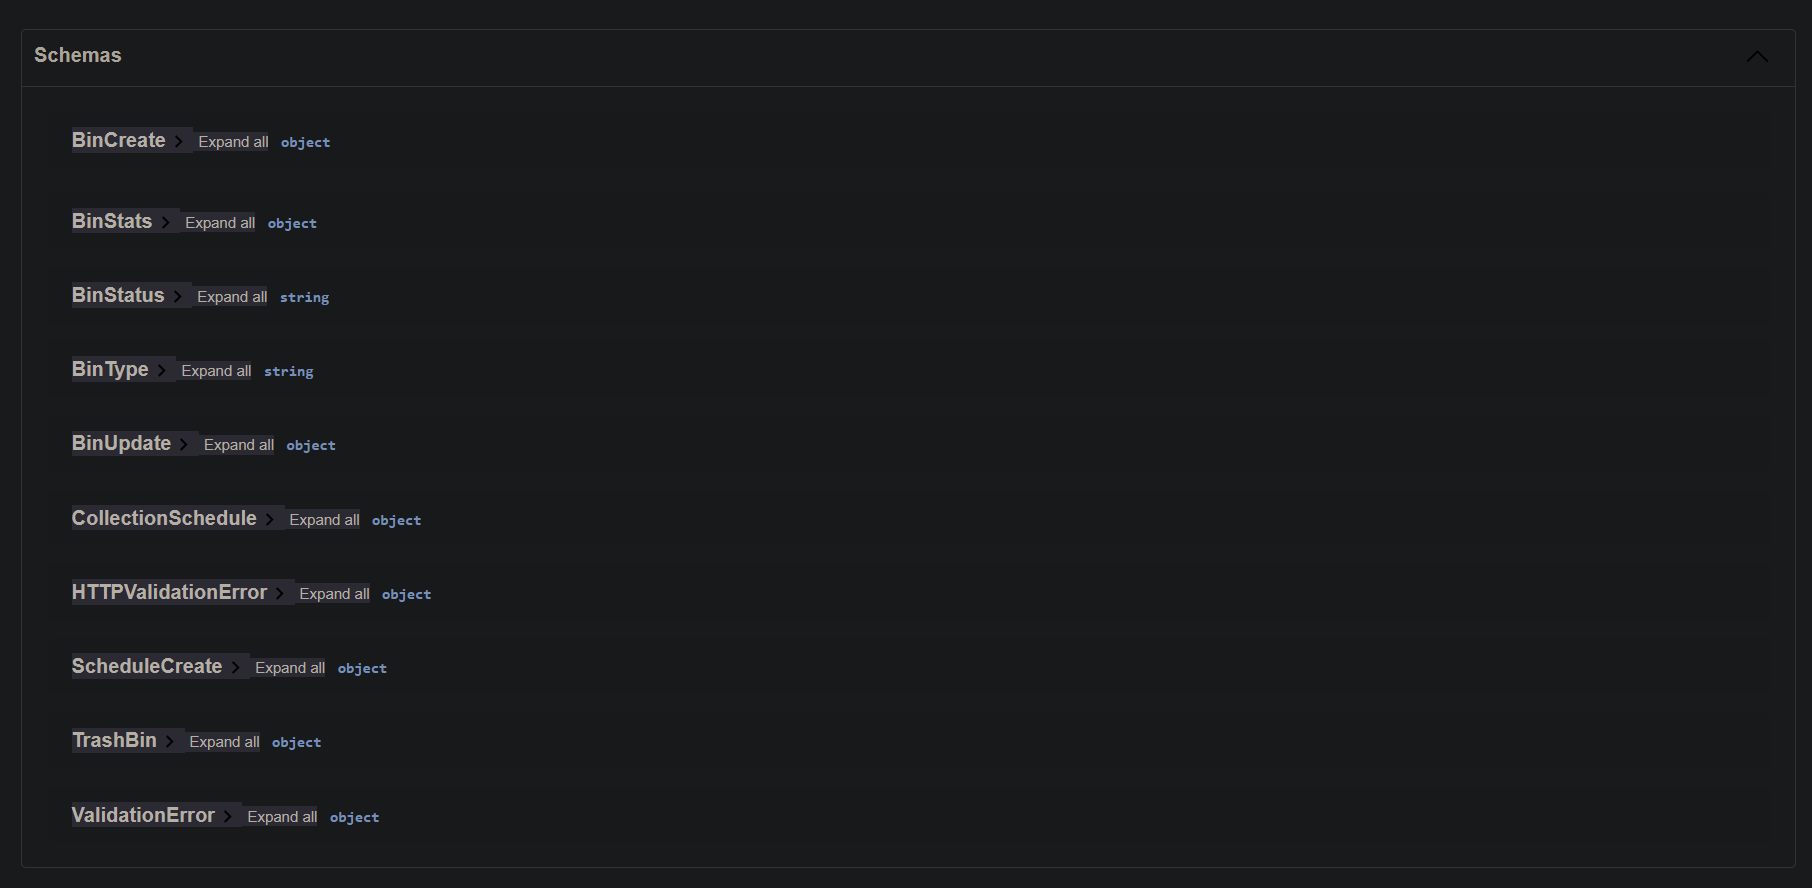 Schemas
BinCreate Expand all object
BinStats Expand all object
BinStatus Expand all string
BinType Expand all string
BinUpdate Expand all object
CollectionSchedule Expand all object
HTTPValidationError Expand all object
ScheduleCreate Expand all object
TrashBin Expand all object
ValidationError Expand all object